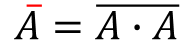 A̅ = \overline{A · A}